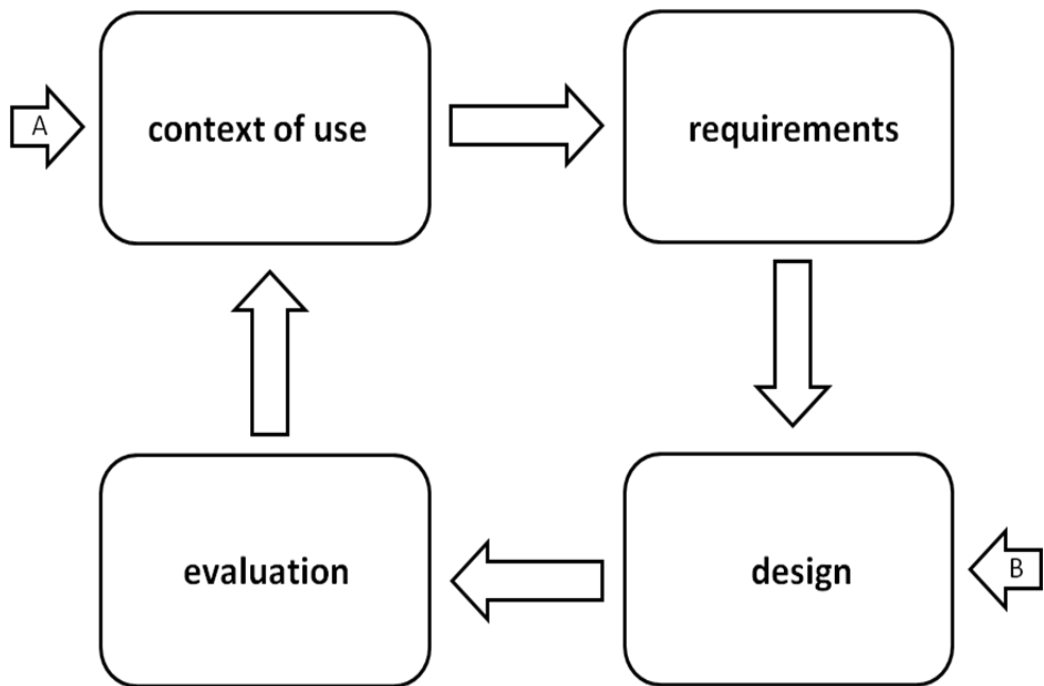 A
context of use
requirements
evaluation
design
B